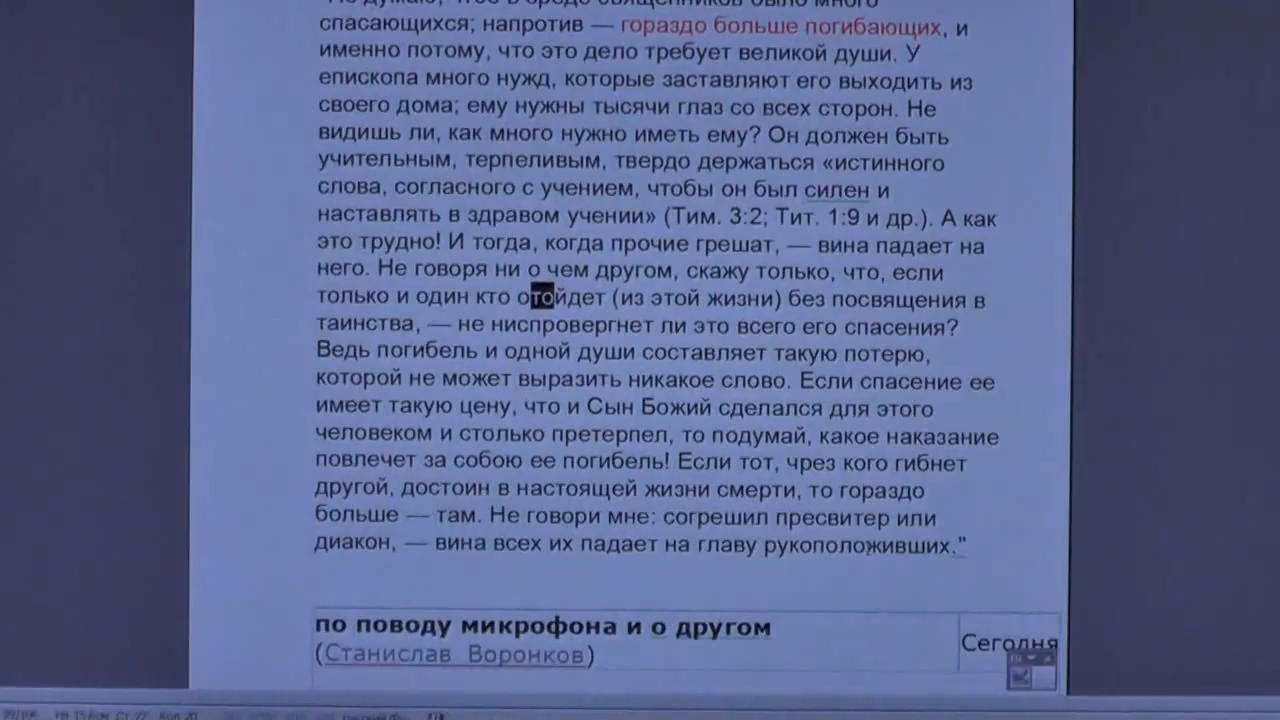 спасающихся; напротив — гораздо больше погибающих, и
именно потому, что это дело требует великой души. У
епископа много нужд, которые заставляют его выходить из
своего дома; ему нужны тысячи глаз со всех сторон. Не
видишь ли, как много нужно иметь ему? Он должен быть
учительным, терпеливым, твердо держаться «истинного
слова, согласного с учением, чтобы он был силен и
наставлять в здравом учении» (Тим. 3:2; Тит. 1:9 и др.). А как
это трудно! И тогда, когда прочие грешат, — вина падает на
него. Не говоря ни о чем другом, скажу только, что, если
только и один кто отойдет (из этой жизни) без посвящения в
таинства, — не ниспровергнет ли это всего его спасения?
Ведь погибель и одной души составляет такую потерю,
которой не может выразить никакое слово. Если спасение ее
имеет такую цену, что и Сын Божий сделался для этого
человеком и столько претерпел, то подумай, какое наказание
повлечет за собою ее погибель! Если тот, чрез кого гибнет
другой, достоин в настоящей жизни смерти, то гораздо
больше — там. Не говори мне: согрешил пресвитер или
диакон, — вина всех их падает на главу рукоположивших."
по поводу микрофона и о другом
(Станислав Воронков)
Сегодня